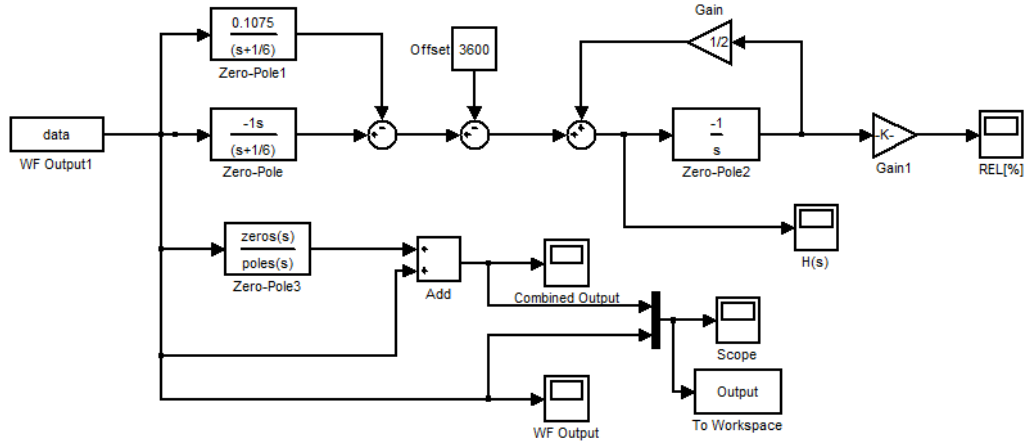 Gain
0.1075
(s+1/6)
Zero-Pole1
Offset
3600
1/2
data
WF Output1
-1s
(s+1/6)
Zero-Pole
-1
s
Zero-Pole2
-K-
Gain1
REL[%]
H(s)
zeros(s)
poles(s)
Zero-Pole3
Add
Combined Output
Scope
Output
To Workspace
WF Output